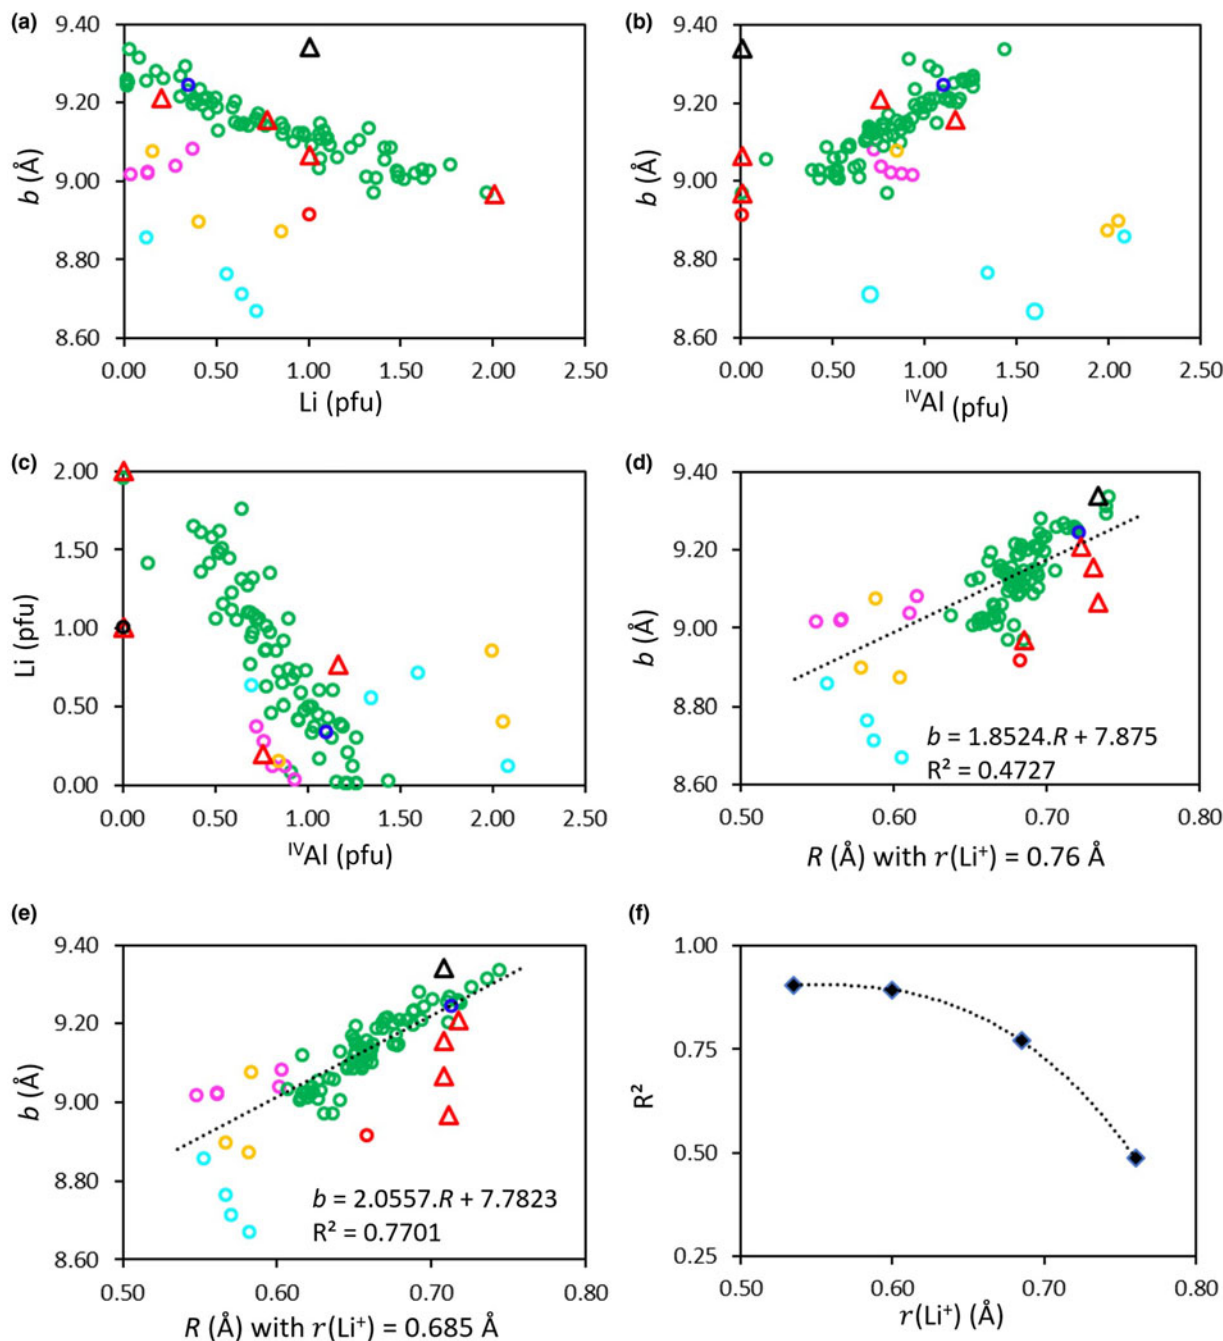 (a)
9.40
9.20
9.00
8.80
8.60
b (Å)
0.00 0.50 1.00 1.50 2.00 2.50
Li (pfu)
(b)
9.40
9.20
9.00
8.80
8.60
b (Å)
0.00 0.50 1.00 1.50 2.00 2.50
ᴵⱽAl (pfu)
(c)
2.00
1.50
1.00
0.50
0.00
Li (pfu)
0.00 0.50 1.00 1.50 2.00 2.50
ᴵⱽAl (pfu)
(d)
9.40
9.20
9.00
8.80
8.60
b (Å)
b = 1.8524.R + 7.875
R² = 0.4727
0.50 0.60 0.70 0.80
R (Å) with r(Li⁺) = 0.76 Å
(e)
9.40
9.20
9.00
8.80
8.60
b (Å)
b = 2.0557.R + 7.7823
R² = 0.7701
0.50 0.60 0.70 0.80
R (Å) with r(Li⁺) = 0.685 Å
(f)
1.00
0.75
0.50
0.25
R²
0.50 0.60 0.70 0.80
r(Li⁺) (Å)